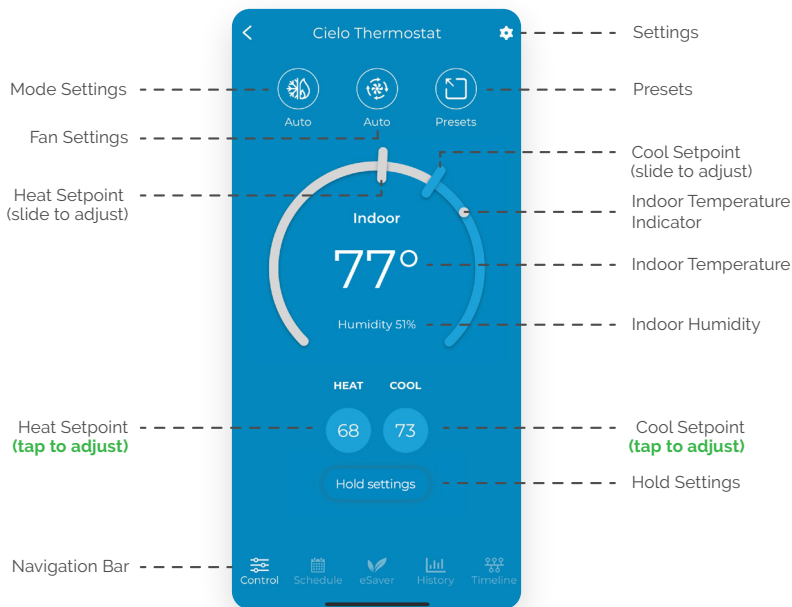 Cielo Thermostat
Settings
Mode Settings
Presets
Auto
Auto
Presets
Fan Settings
Cool Setpoint
(slide to adjust)
Heat Setpoint
(slide to adjust)
Indoor Temperature
Indicator
Indoor
77°
Indoor Temperature
Humidity 51%
Indoor Humidity
HEAT
COOL
Heat Setpoint
(tap to adjust)
68
73
Cool Setpoint
(tap to adjust)
Hold settings
Hold Settings
Navigation Bar
Control
Schedule
eSaver
History
Timeline